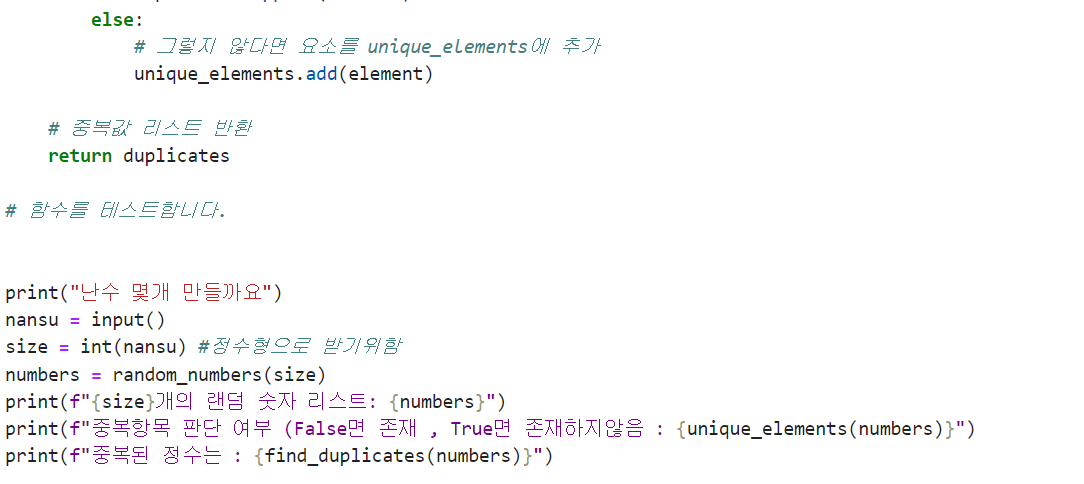 else:
# 그렇지 않다면 요소를 unique_elements에 추가
unique_elements.add(element)
# 중복값 리스트 반환
return duplicates
# 함수를 테스트합니다.
print("난수 몇개 만들까요")
nansu = input()
size = int(nansu) #정수형으로 받기위함
numbers = random_numbers(size)
print(f"{size}개의 랜덤 숫자 리스트: {numbers}")
print(f"중복항목 판단 여부 (False면 존재 , True면 존재하지않음 : {unique_elements(numbers)}")
print(f"중복된 정수는 : {find_duplicates(numbers)}")